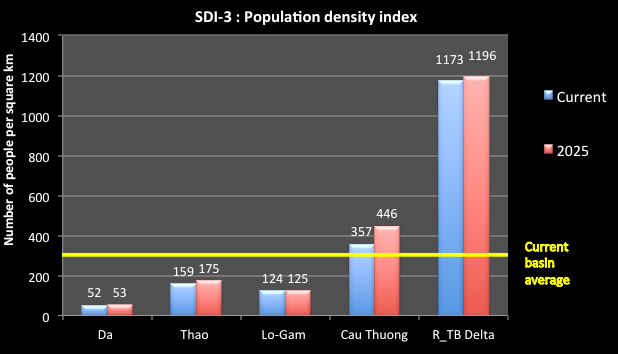 SDI-3 : Population density index
Number of people per square km
1400
1200
1000
800
600
400
200
0
52 53
159 175
124 125
357 446
1173 1196
Da Thao Lo-Gam Cau Thuong R_TB Delta
Current
2025
Current
basin
average